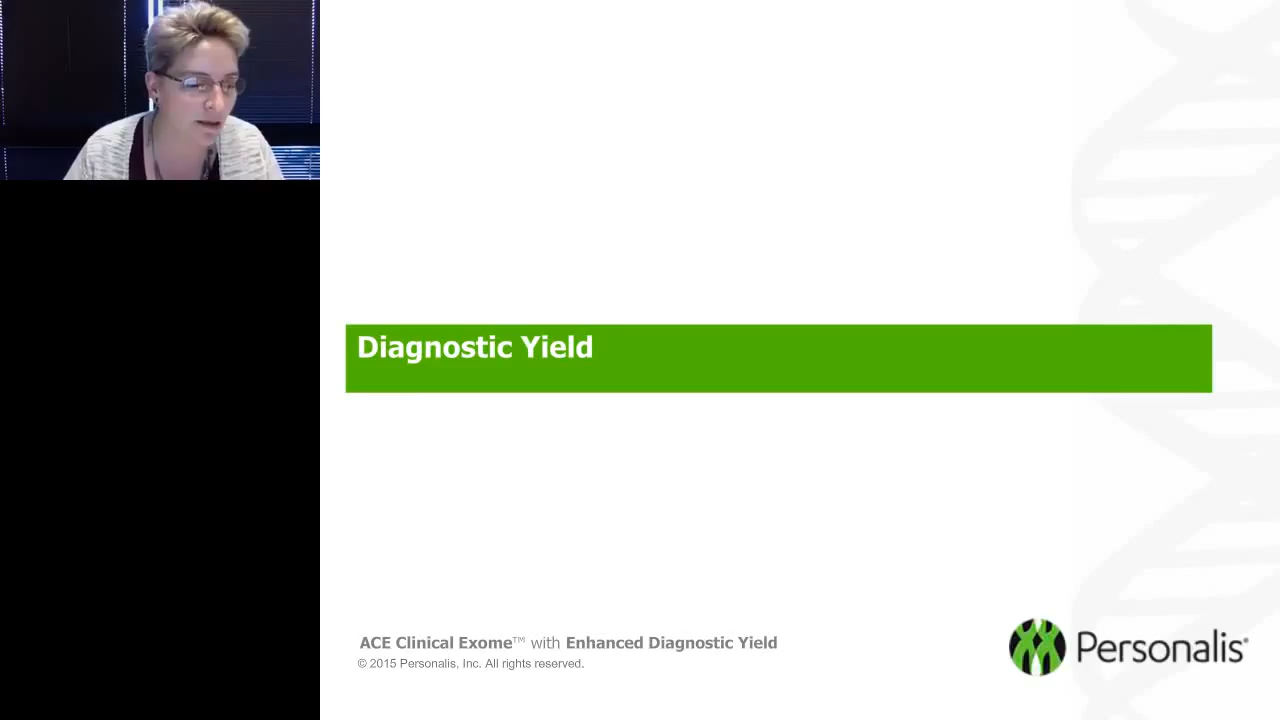 Diagnostic Yield
ACE Clinical Exome™ with Enhanced Diagnostic Yield
© 2015 Personalis, Inc. All rights reserved.
Personalis®